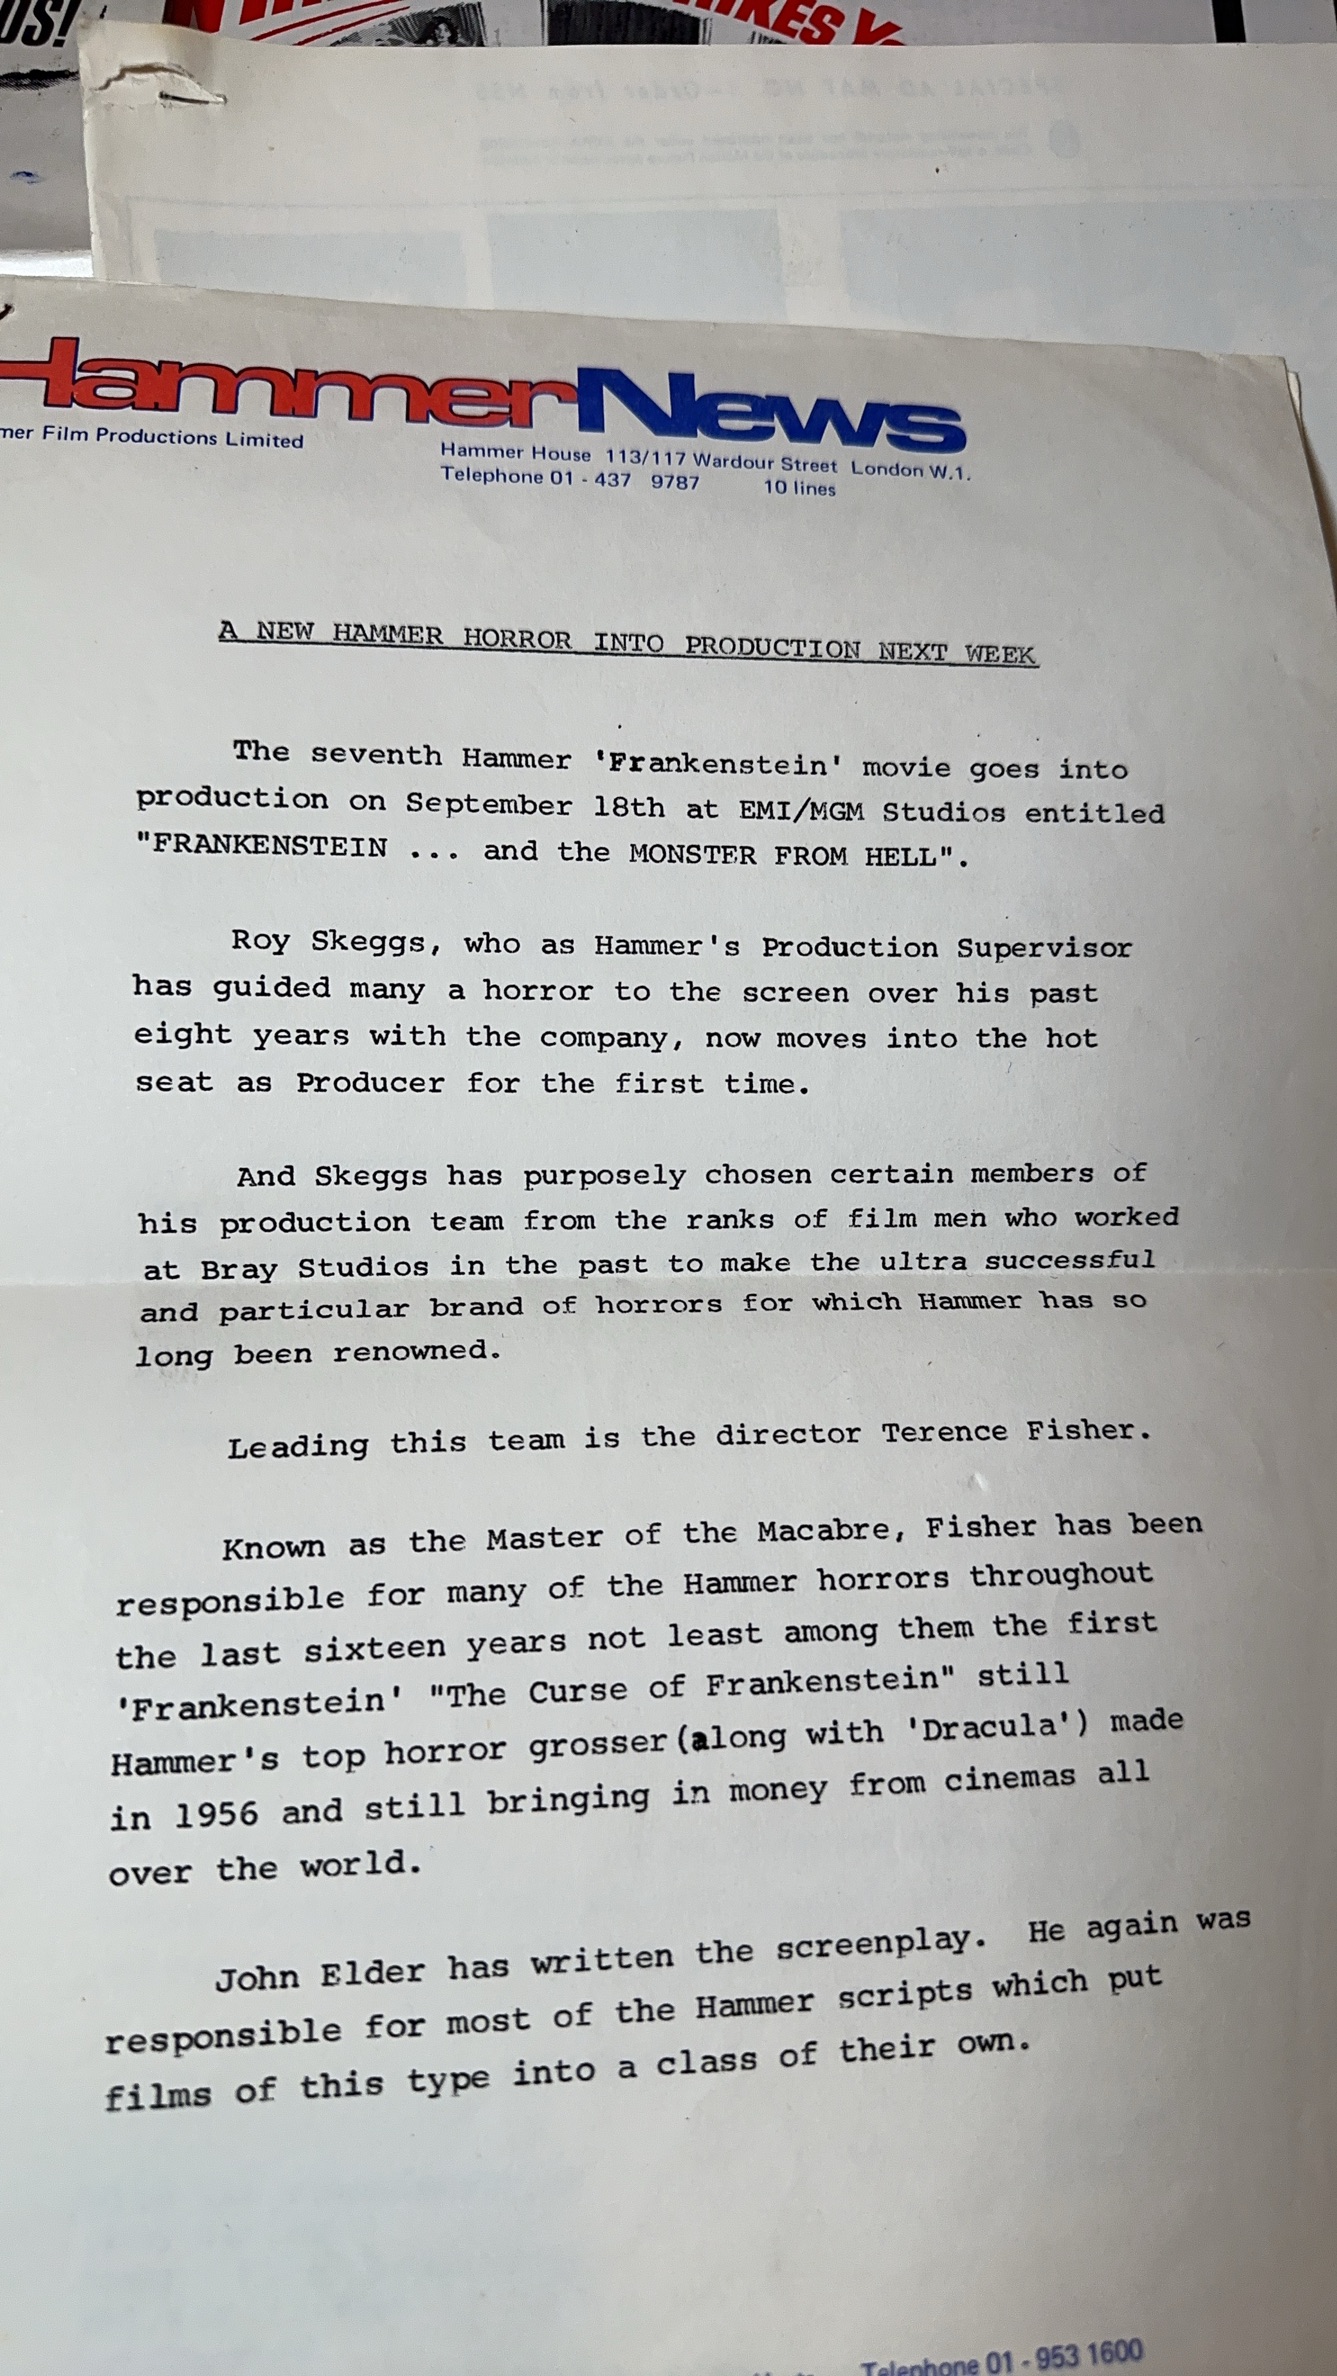 HammerNews
Film Productions Limited
Hammer House 113/117 Wardour Street London W.1.
Telephone 01 - 437 9787 10 lines
A NEW HAMMER HORROR INTO PRODUCTION NEXT WEEK
The seventh Hammer 'Frankenstein' movie goes into
production on September 18th at EMI/MGM Studios entitled
"FRANKENSTEIN ... and the MONSTER FROM HELL".
Roy Skeggs, who as Hammer's Production Supervisor
has guided many a horror to the screen over his past
eight years with the company, now moves into the hot
seat as Producer for the first time.
And Skeggs has purposely chosen certain members of
his production team from the ranks of film men who worked
at Bray Studios in the past to make the ultra successful
and particular brand of horrors for which Hammer has so
long been renowned.
Leading this team is the director Terence Fisher.
Known as the Master of the Macabre, Fisher has been
responsible for many of the Hammer horrors throughout
the last sixteen years not least among them the first
'Frankenstein' "The Curse of Frankenstein" still
Hammer's top horror grosser(along with 'Dracula') made
in 1956 and still bringing in money from cinemas all
over the world.
John Elder has written the screenplay. He again was
responsible for most of the Hammer scripts which put
films of this type into a class of their own.
Telephone 01 - 953 1600